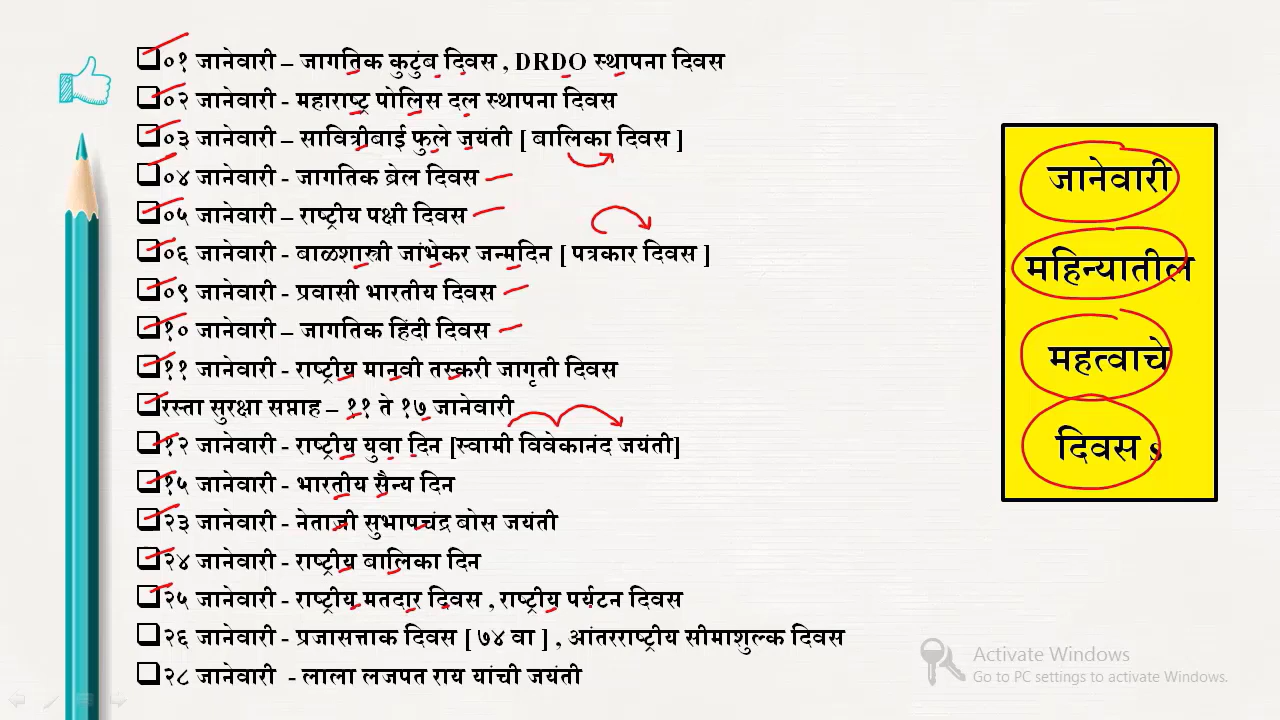 ०१ जानेवारी – जागतिक कुटुंब दिवस , DRDO स्थापना दिवस
०२ जानेवारी - महाराष्ट्र पोलिस दल स्थापना दिवस
०३ जानेवारी – सावित्रीबाई फुले जयंती [ बालिका दिवस ]
०४ जानेवारी - जागतिक ब्रेल दिवस
०५ जानेवारी – राष्ट्रीय पक्षी दिवस
०६ जानेवारी - बाळशास्त्री जांभेकर जन्मदिन [ पत्रकार दिवस ]
०९ जानेवारी - प्रवासी भारतीय दिवस
१० जानेवारी – जागतिक हिंदी दिवस
११ जानेवारी - राष्ट्रीय मानवी तस्करी जागृती दिवस
रस्ता सुरक्षा सप्ताह – ११ ते १७ जानेवारी
१२ जानेवारी - राष्ट्रीय युवा दिन [स्वामी विवेकानंद जयंती]
१५ जानेवारी - भारतीय सैन्य दिन
२३ जानेवारी - नेताजी सुभाषचंद्र बोस जयंती
२४ जानेवारी - राष्ट्रीय बालिका दिन
२५ जानेवारी - राष्ट्रीय मतदार दिवस , राष्ट्रीय पर्यटन दिवस
२६ जानेवारी - प्रजासत्ताक दिवस [ ७४ वा ] , आंतरराष्ट्रीय सीमाशुल्क दिवस
२८ जानेवारी - लाला लजपत राय यांची जयंती
जानेवारी
महिन्यातील
महत्वाचे
दिवस s
Activate Windows
Go to PC settings to activate Windows.